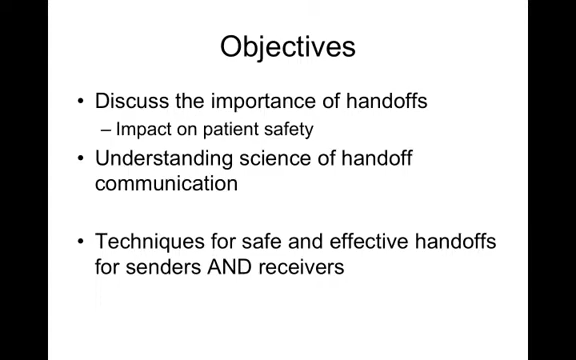 Objectives
• Discuss the importance of handoffs
– Impact on patient safety
• Understanding science of handoff
communication
• Techniques for safe and effective handoffs
for senders AND receivers